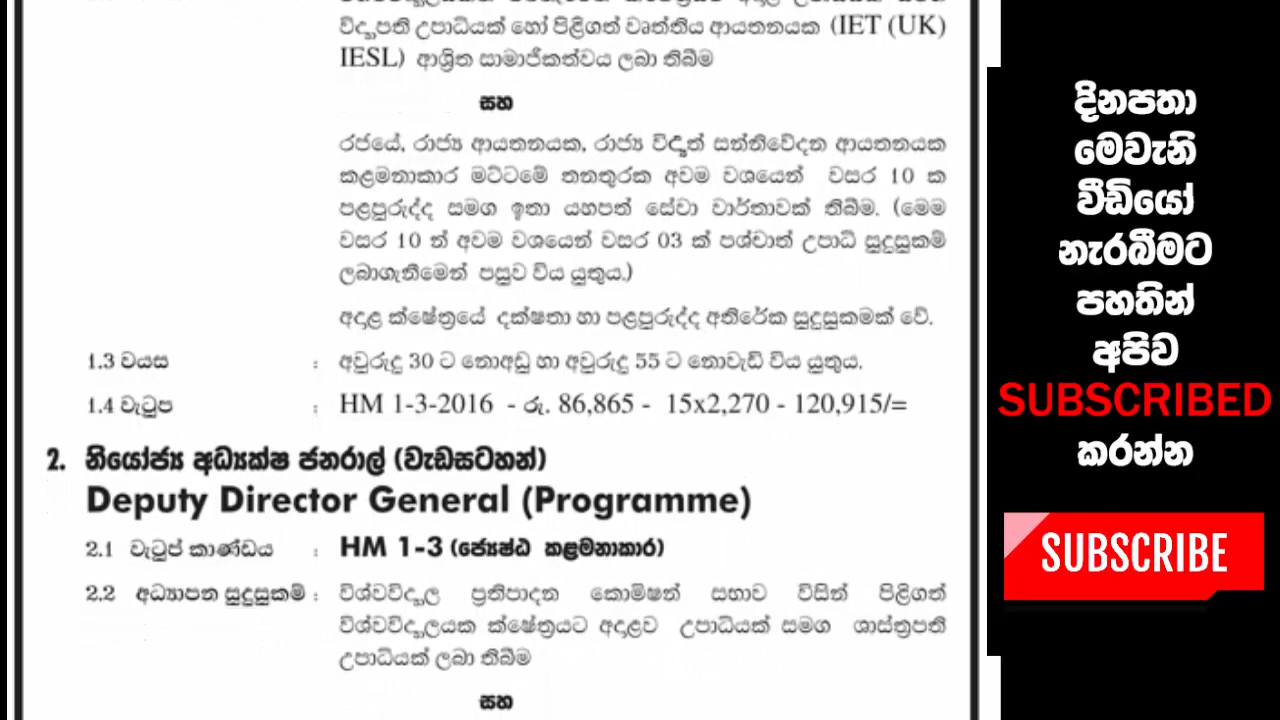 විද්‍යාපති උපාධියක් හෝ පිළිගත් වෘත්තිය ආයතනයක (IET (UK)
IESL) ආශ්‍රිත සාමාජිකත්වය ලබා තිබීම
සහ
රජයේ, රාජ්‍ය ආයතනයක, රාජ්‍ය විද්‍යුත් සන්නිවේදන ආයතනයක
කළමනාකාර මට්ටමේ තනතුරක අවම වශයෙන් වසර 10 ක
පළපුරුද්ද සමග ඉතා යහපත් සේවා වාර්තාවක් තිබීම. (මෙම
වසර 10 න් අවම වශයෙන් වසර 03 ක් පශ්චාත් උපාධි සුදුසුකම්
ලබාගැනීමෙන් පසුව විය යුතුය.)
අදාළ ක්ෂේත්‍රයේ දක්ෂතා හා පළපුරුද්ද අතිරේක සුදුසුකමක් වේ.
1.3 වයස : අවුරුදු 30 ට නොඅඩු හා අවුරුදු 55 ට නොවැඩි විය යුතුය.
1.4 වැටුප : HM 1-3-2016 - රු. 86,865 - 15x2,270 - 120,915/=
2. නියෝජ්‍ය අධ්‍යක්ෂ ජනරාල් (වැඩසටහන්)
Deputy Director General (Programme)
2.1 වැටුප් කාණ්ඩය : HM 1-3 (ජ්‍යෙෂ්ඨ කළමනාකාර)
2.2 අධ්‍යාපන සුදුසුකම් : විශ්වවිද්‍යාල ප්‍රතිපාදන කොමිෂන් සභාව විසින් පිළිගත්
විශ්වවිද්‍යාලයක ක්ෂේත්‍රයට අදාළව උපාධියක් සමග ශාස්ත්‍රපති
උපාධියක් ලබා තිබීම
සහ
දිනපතා
මෙවැනි
වීඩියෝ
නැරබීමට
පහතින්
අපිව
SUBSCRIBED
කරන්න
SUBSCRIBE